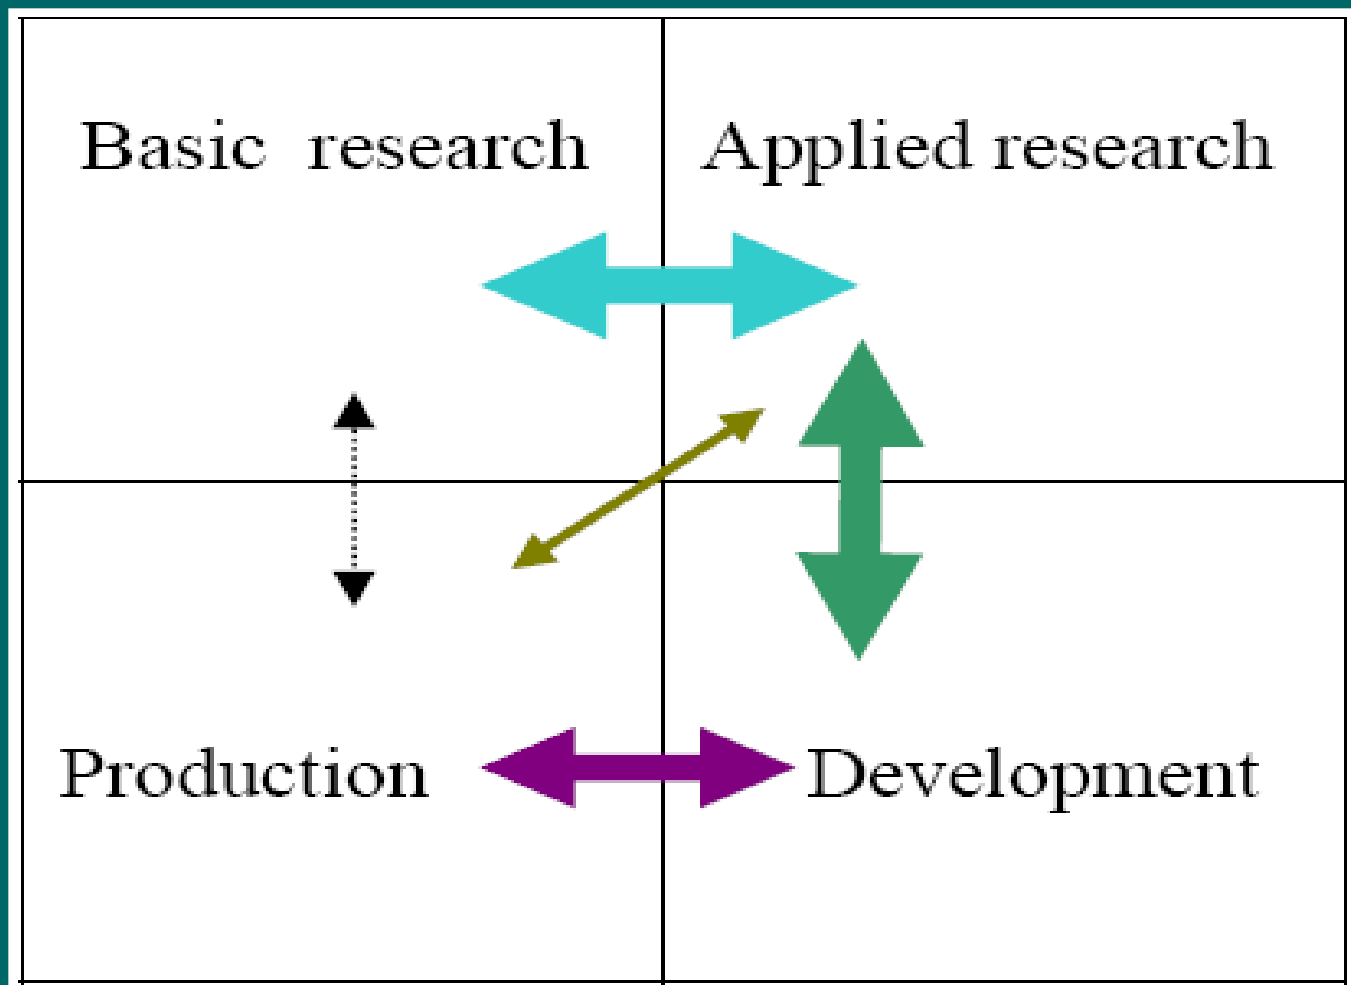 Basic research
Applied research
Production
Development